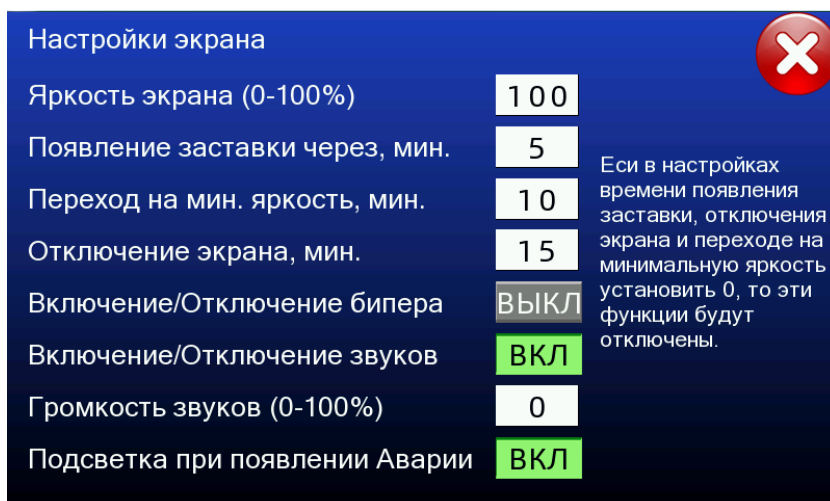 Настройки экрана
Яркость экрана (0-100%) 100
Появление заставки через, мин. 5
Переход на мин. яркость, мин. 10
Отключение экрана, мин. 15
Включение/Отключение бипера ВЫКЛ
Включение/Отключение звуков ВКЛ
Громкость звуков (0-100%) 0
Подсветка при появлении Аварии ВКЛ
Еси в настройках
времени появления
заставки, отключения
экрана и переходе на
минимальную яркость
установить 0, то эти
функции будут
отключены.